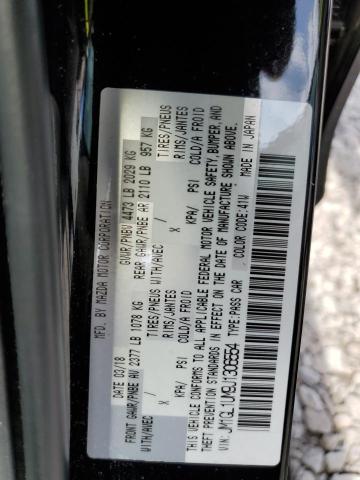 MFD. BY MAZDA MOTOR CORPORATION
DATE 03/18 GVWR/PNBV 4473 LB 2029 KG
FRONT GAWR/PNBE AV 2377 LB 1078 KG REAR GAWR/PNBE AR 2110 LB 957 KG
WITH/AVEC / TIRES/PNEUS WITH/AVEC / TIRES/PNEUS
X RIMS/JANTES X RIMS/JANTES
KPA/ PSI COLD/A FROID KPA/ PSI COLD/A FROID
THIS VEHICLE CONFORMS TO ALL APPLICABLE FEDERAL MOTOR VEHICLE SAFETY, BUMPER, AND
THEFT PREVENTION STANDARDS IN EFFECT ON THE DATE OF MANUFACTURE SHOWN ABOVE.
VIN: JM1GL1UM9J1306654 MADE IN JAPAN
TYPE: PASS CAR COLOR CODE: 41W